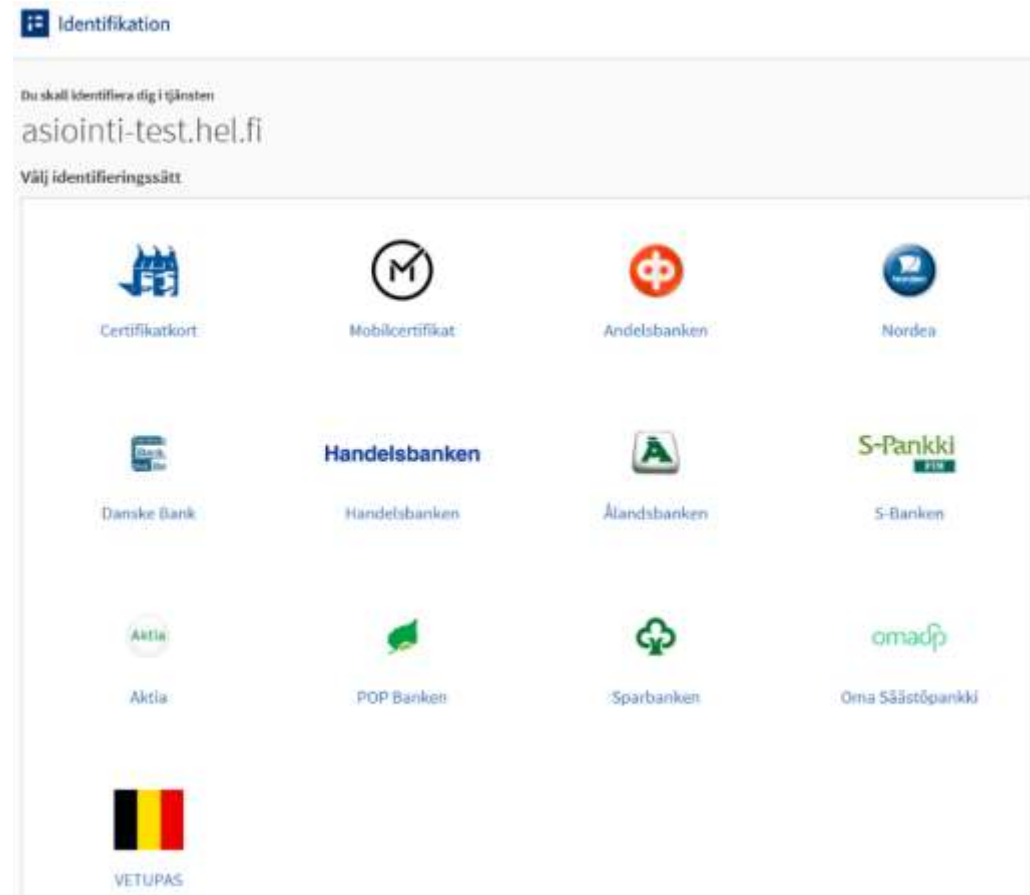 Identifikation
Du skall identifiera dig i tjänsten
asiointi-test.hel.fi
Välj identifieringssätt
Certifikatkort
Mobilcertifikat
Andelsbanken
Nordea
Handelsbanken
S-Pankki
Danske Bank
Handelsbanken
Ålandsbanken
S-Banken
Aktia
omasp
Aktia
POP Banken
Sparbanken
Oma Säästöpankki
VETUPAS